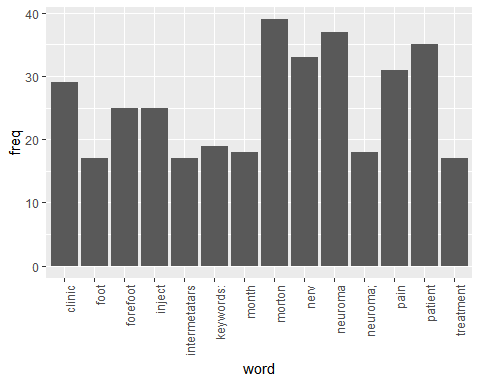 40
30
20
10
0
freq
clinic
foot
forefoot
inject
intermetatars
keywords:
month
morton
nerv
neuroma
neuroma;
pain
patient
treatment
word